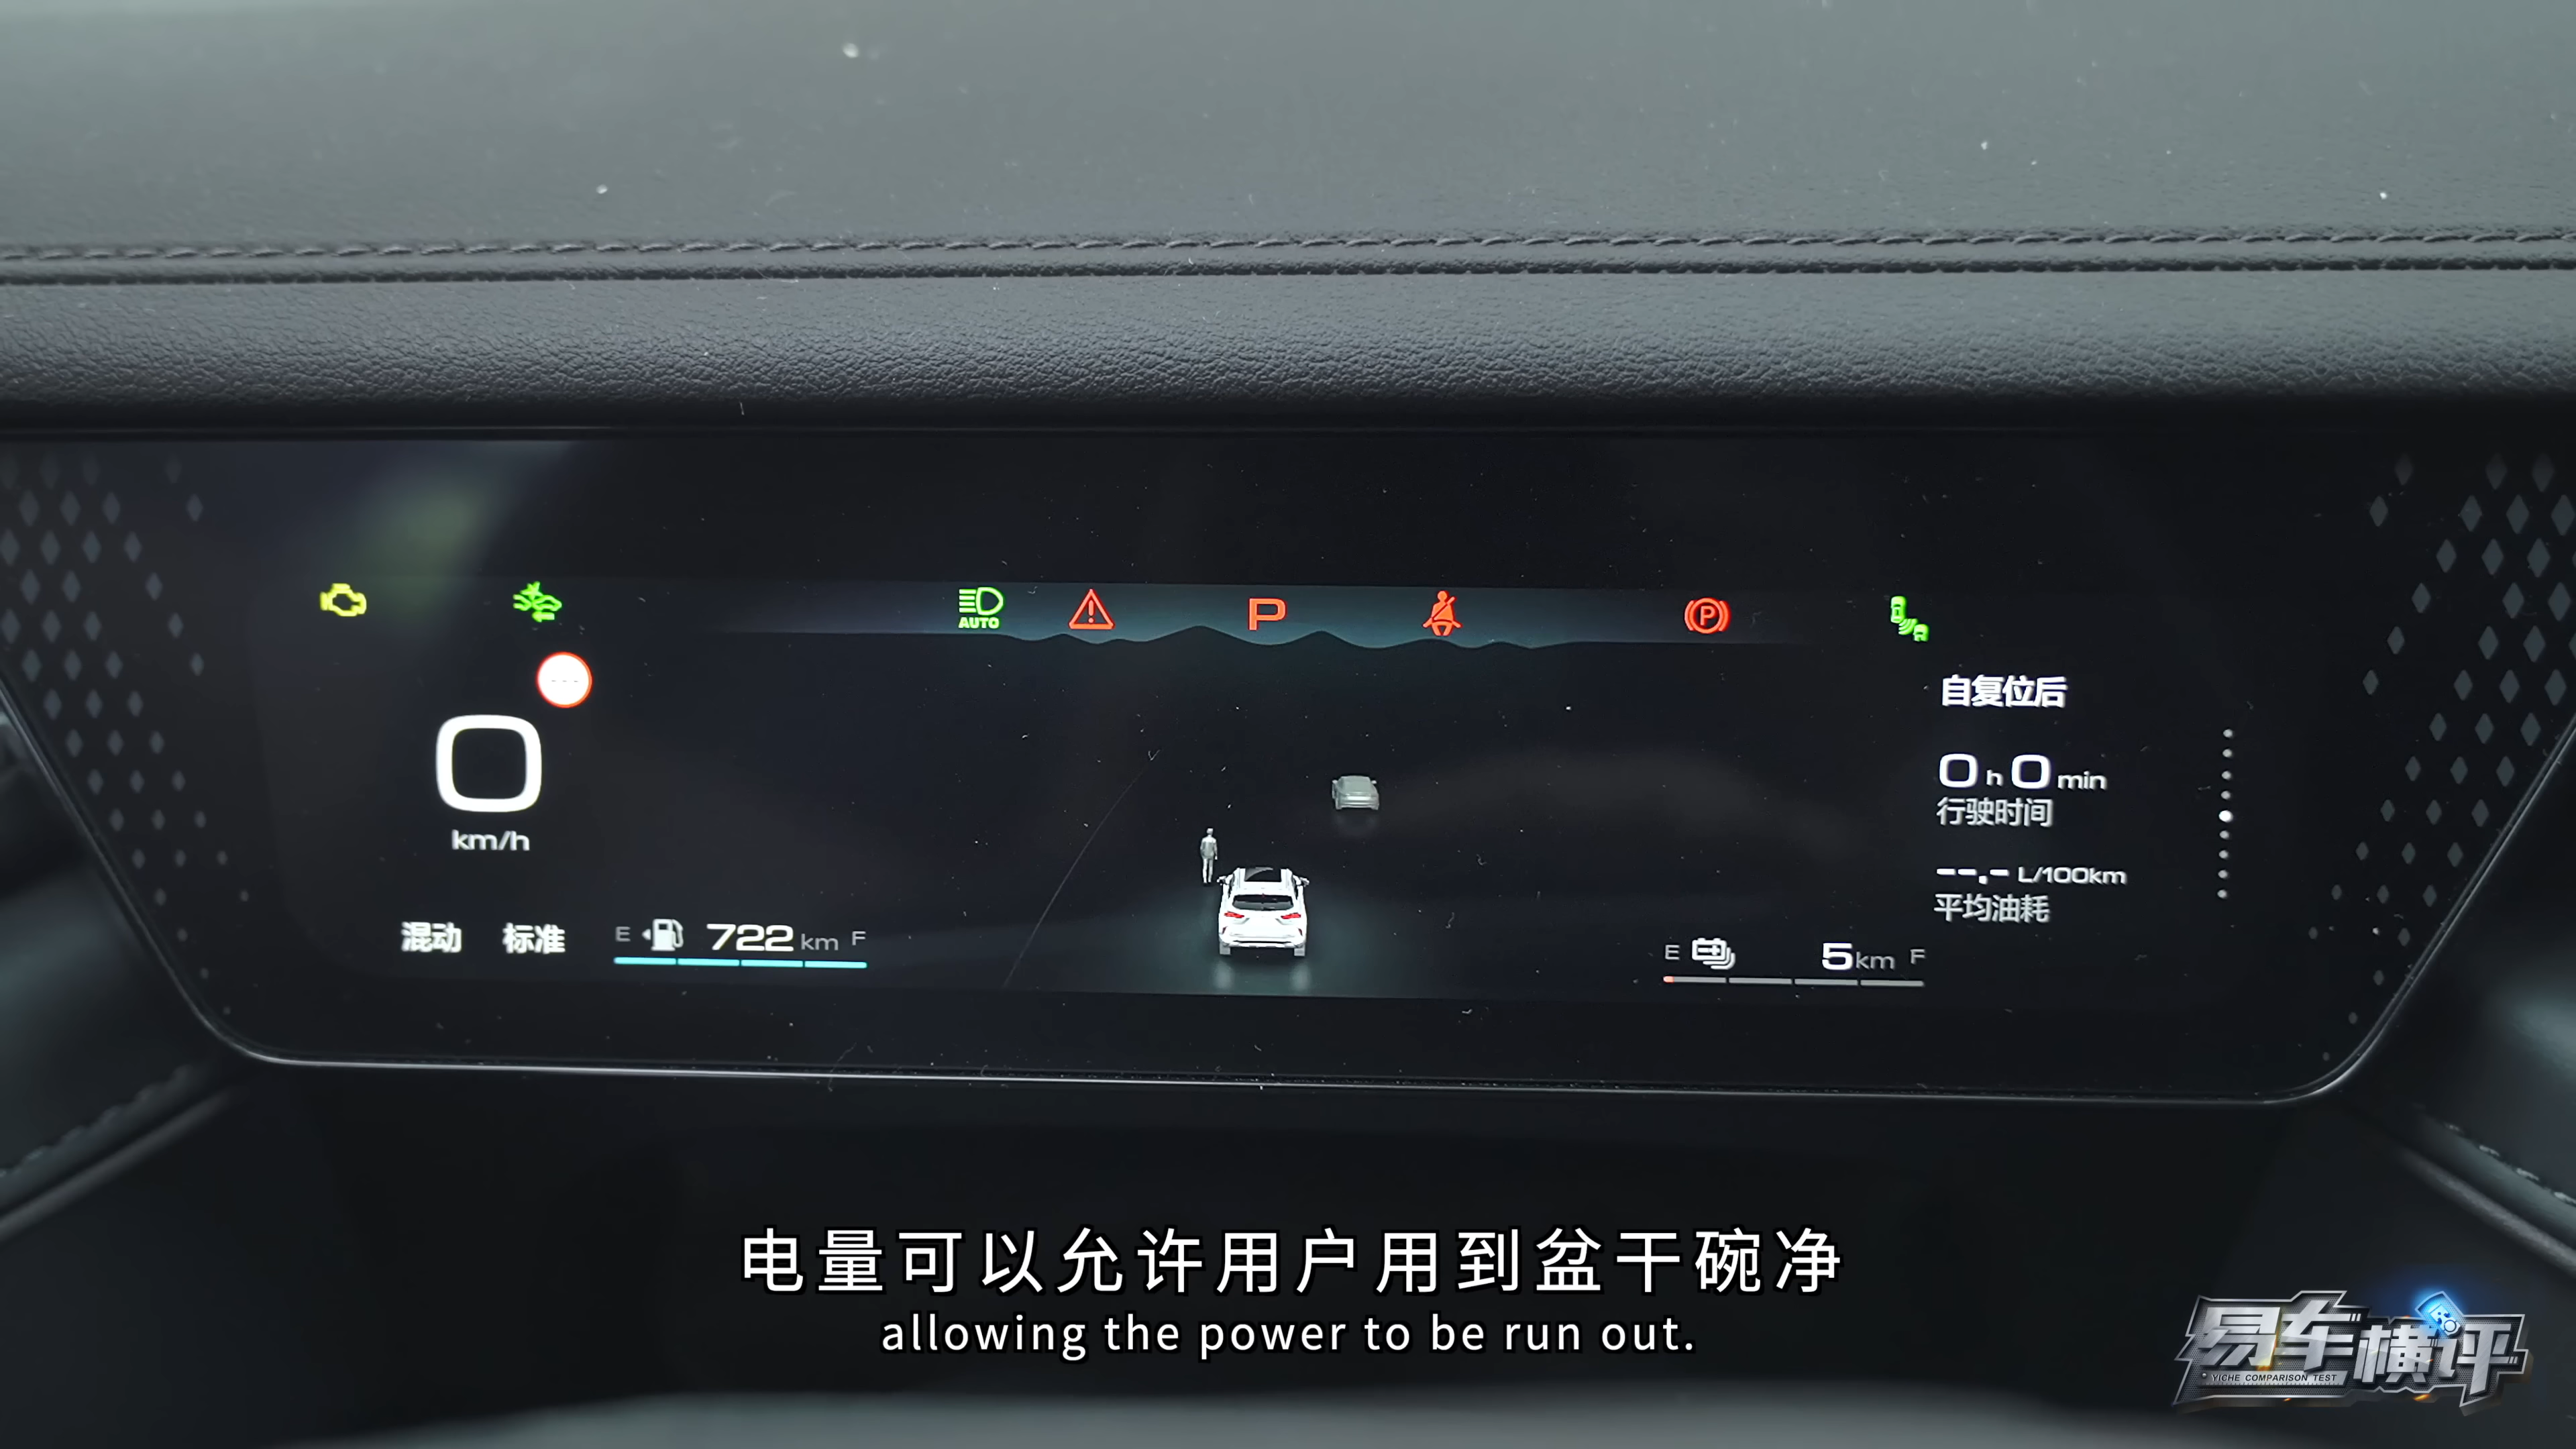 AUTO
P
P
---
自复位后
0 km/h
0 h 0 min
行驶时间
--.- L/100km
平均油耗
混动 标准 E 722 km F
E 5 km F
电量可以允许用户用到盆干碗净
allowing the power to be run out.
易车横评
YICHE COMPARISON TEST